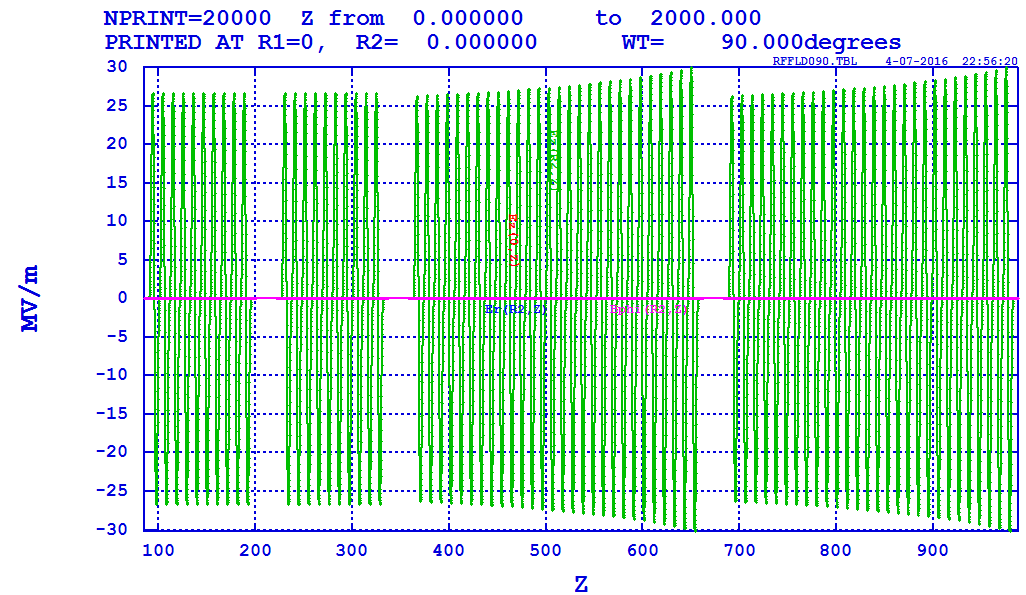 NPRINT=20000 Z from 0.000000 to 2000.000
PRINTED AT R1=0, R2= 0.000000 WT= 90.000degrees
RFFLD090.TBL 4-07-2016 22:56:20
30
25
20
15
10
5
0
-5
-10
-15
-20
-25
-30
MV/m
Er(R2,Z)
100 200 300 400 500 600 700 800 900
Z